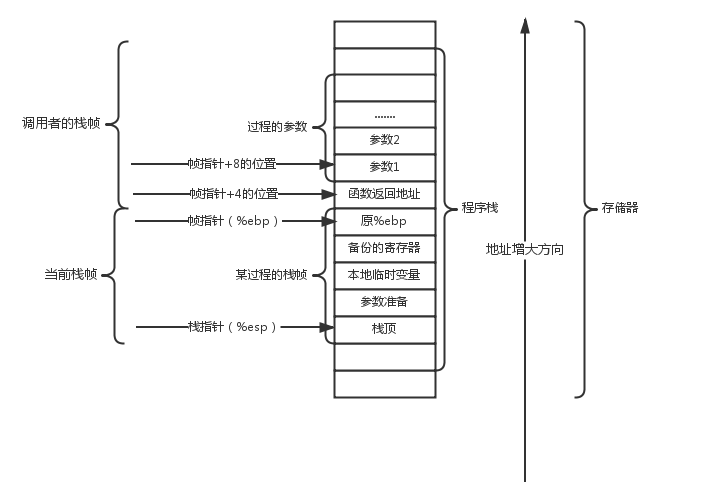 .......
调用者的栈帧
过程的参数
参数2
帧指针+8的位置
参数1
帧指针+4的位置
函数返回地址
程序栈
存储器
帧指针（%ebp）
原%ebp
备份的寄存器
地址增大方向
当前栈帧
某过程的栈帧
本地临时变量
参数准备
栈指针（%esp）
栈顶